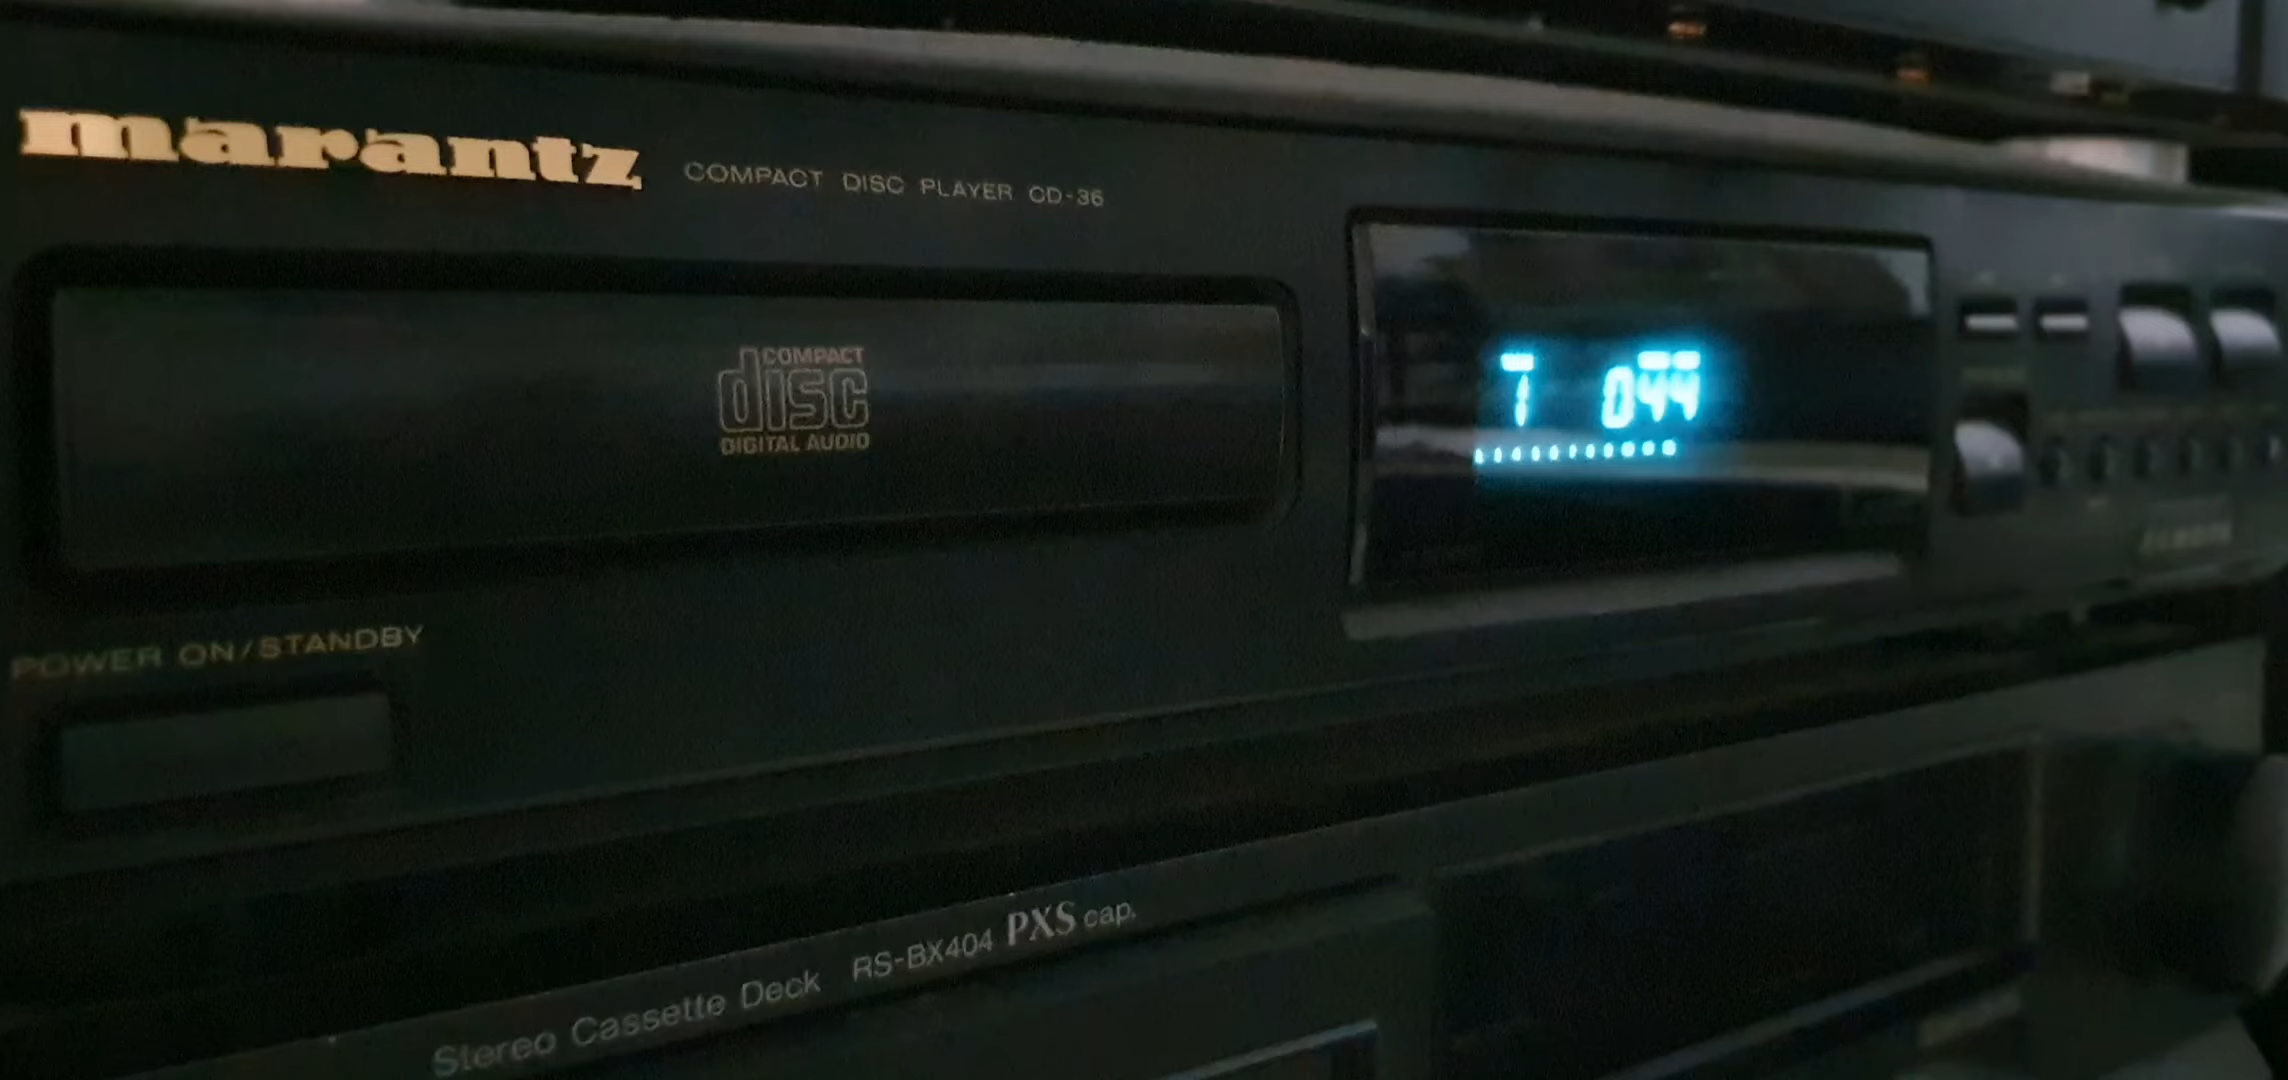 marantz COMPACT DISC PLAYER CD-36
COMPACT
disc
DIGITAL AUDIO
7 0 44
POWER ON/STANDBY
Stereo Cassette Deck RS-BX404 PXS cap.